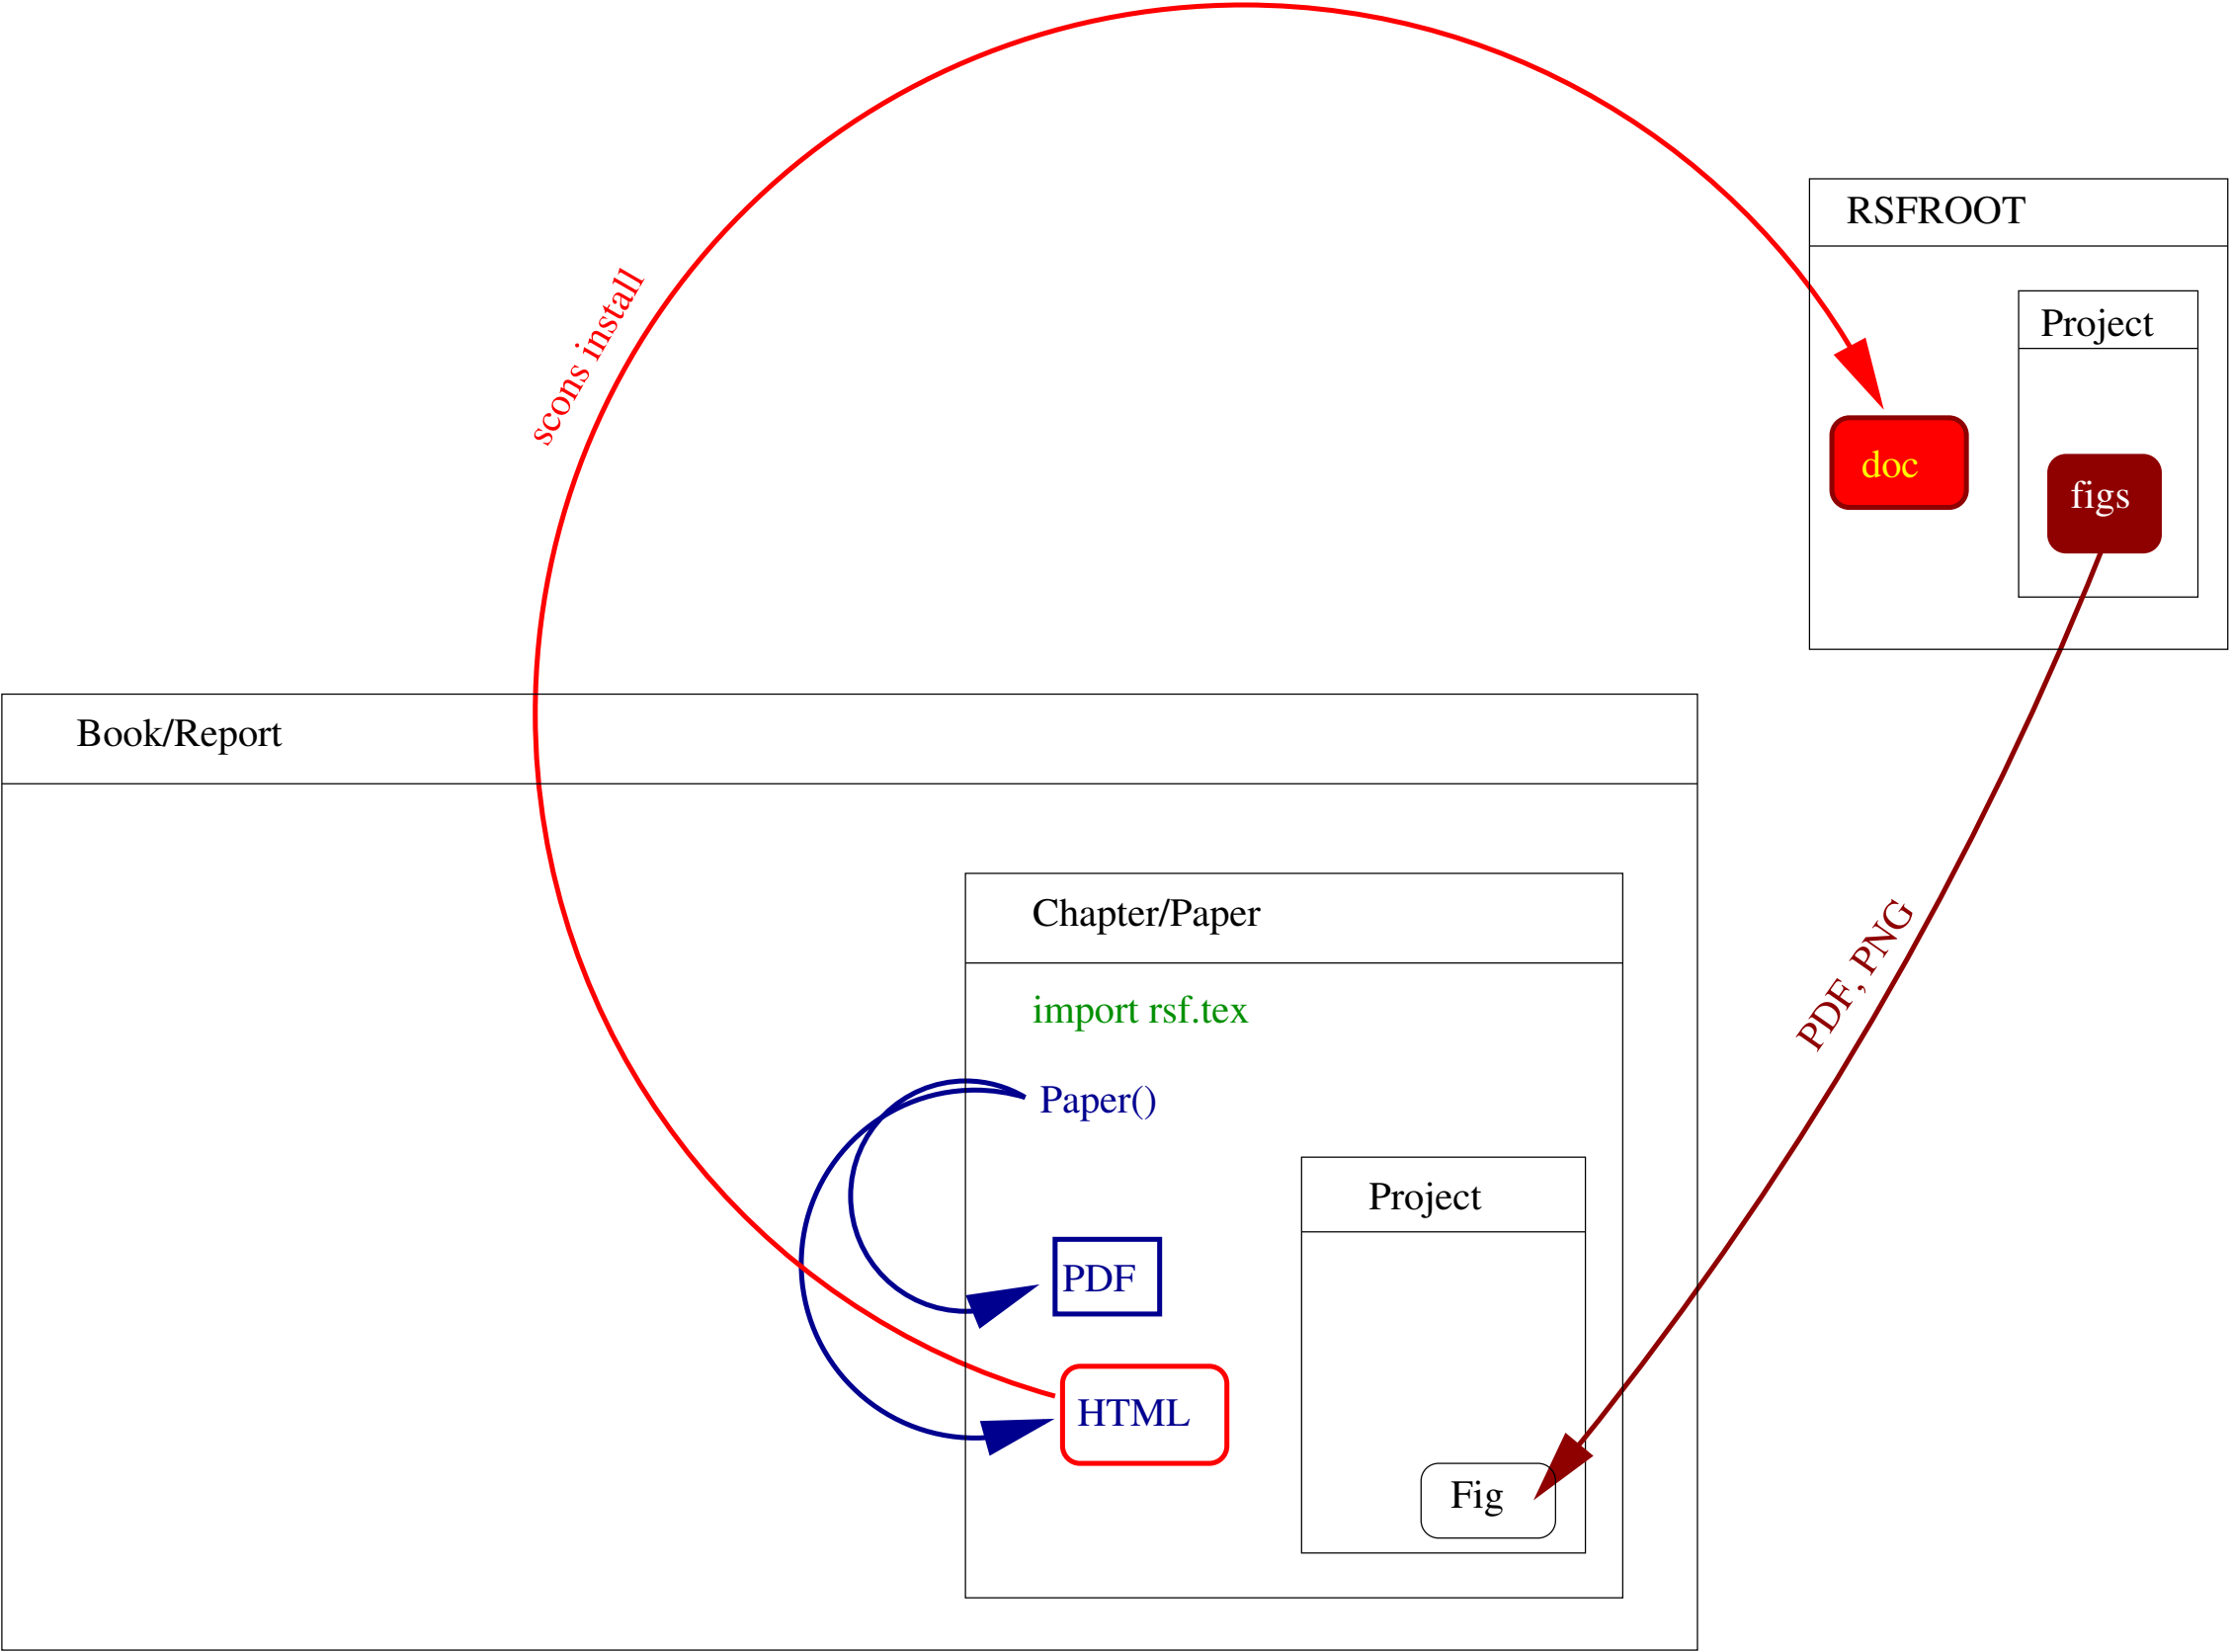 RSFROOT
Project
doc
figs
scons install
Book/Report
Chapter/Paper
import rsf.tex
Paper()
PDF, PNG
Project
PDF
HTML
Fig